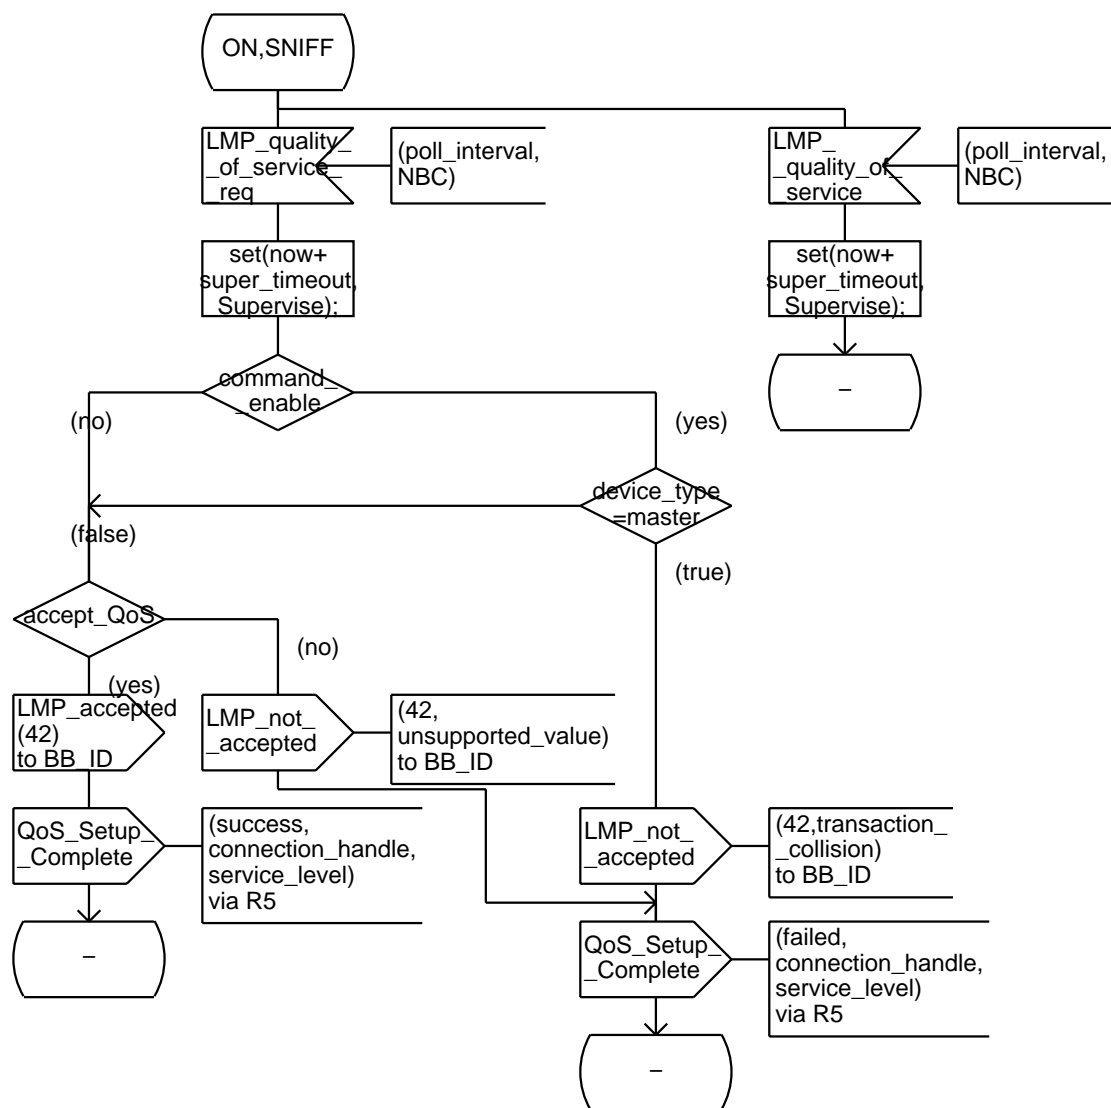 ON,SNIFF
LMP_quality_
_of_service_
_req
(poll_interval,
NBC)
LMP_
_quality_of_
_service
(poll_interval,
NBC)
set(now+
super_timeout,
Supervise);
set(now+
super_timeout,
Supervise);
–
command_
_enable
(no)
(yes)
device_type
=master
(false)
(true)
accept_QoS
(no)
(yes)
LMP_accepted
(42)
to BB_ID
LMP_not_
_accepted
(42,
unsupported_value)
to BB_ID
QoS_Setup_
_Complete
(success,
connection_handle,
service_level)
via R5
LMP_not_
_accepted
(42,transaction_
_collision)
to BB_ID
–
QoS_Setup_
_Complete
(failed,
connection_handle,
service_level)
via R5
–